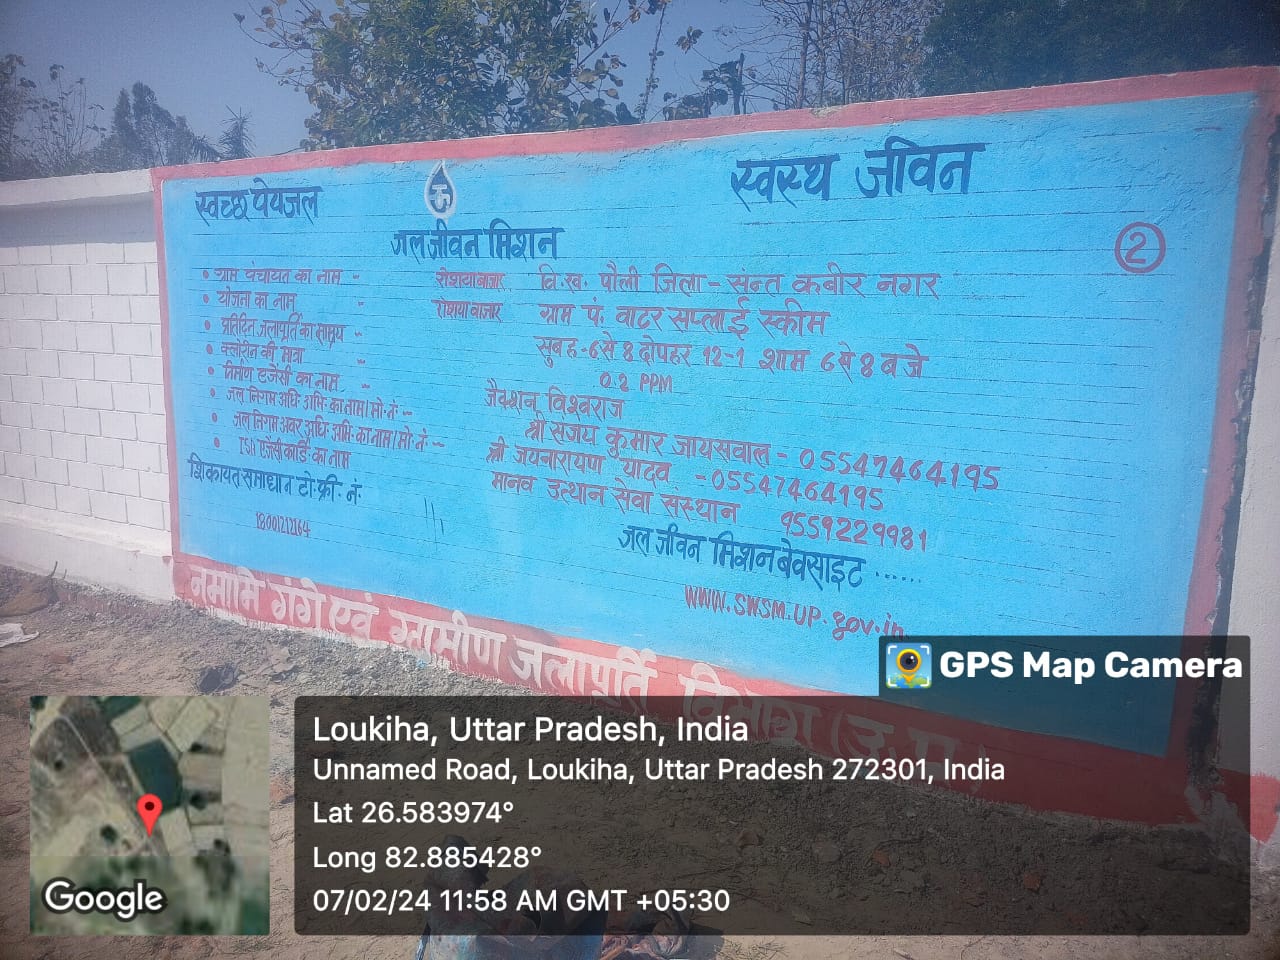 स्वच्छ पेयजल
स्वस्थ जीवन
जल जीवन मिशन
2
• ग्राम पंचायत का नाम - रोशयाबाजार वि.ख. पौली जिला - सन्त कबीर नगर
• योजना का नाम - रोशयाबाजार ग्राम पं. वाटर सप्लाई स्कीम
• प्रतिदिन जलापूर्ति का समय - सुबह - 6 से 8 दोपहर 12-1 शाम 6 से 8 बजे
• क्लोरीन की मात्रा - 0.2 PPM
• निर्माण एजेंसी का नाम - जैक्शन विश्वराज
• जल निगम अधि. अभि. का नाम/मो. नं. - श्री संजय कुमार जायसवाल - 05547464195
• जल निगम अवर अधि. अभि. का नाम/मो. नं. - श्री जयनारायण यादव - 05547464195
• ISA एजेंसी कार्डि. का नाम मानव उत्थान सेवा संस्थान 9559229981
शिकायत समाधान टो. फ्री. नं.
18001212164
जल जीवन मिशन बेवसाइट ......
WWW.SWSM.UP.gov.in
नमामि गंगे एवं ग्रामीण जलापूर्ति विभाग (उ.प्र.)
GPS Map Camera
Loukiha, Uttar Pradesh, India
Unnamed Road, Loukiha, Uttar Pradesh 272301, India
Lat 26.583974°
Long 82.885428°
07/02/24 11:58 AM GMT +05:30
Google